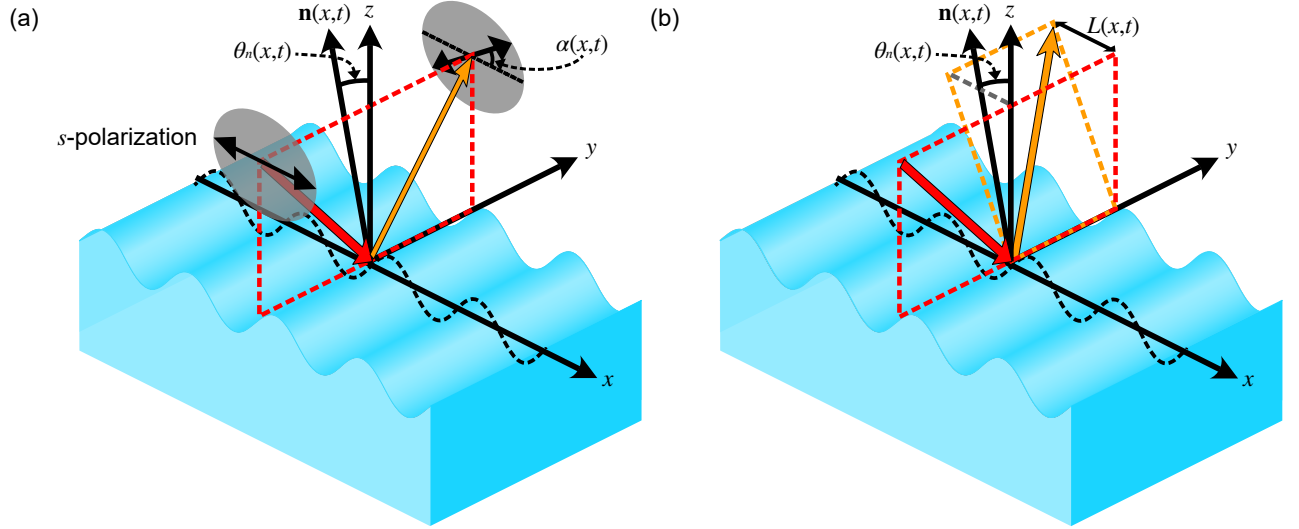 (a)
n(x,t)
z
θn(x,t)
α(x,t)
s-polarization
y
x
(b)
n(x,t)
z
L(x,t)
θn(x,t)
y
x